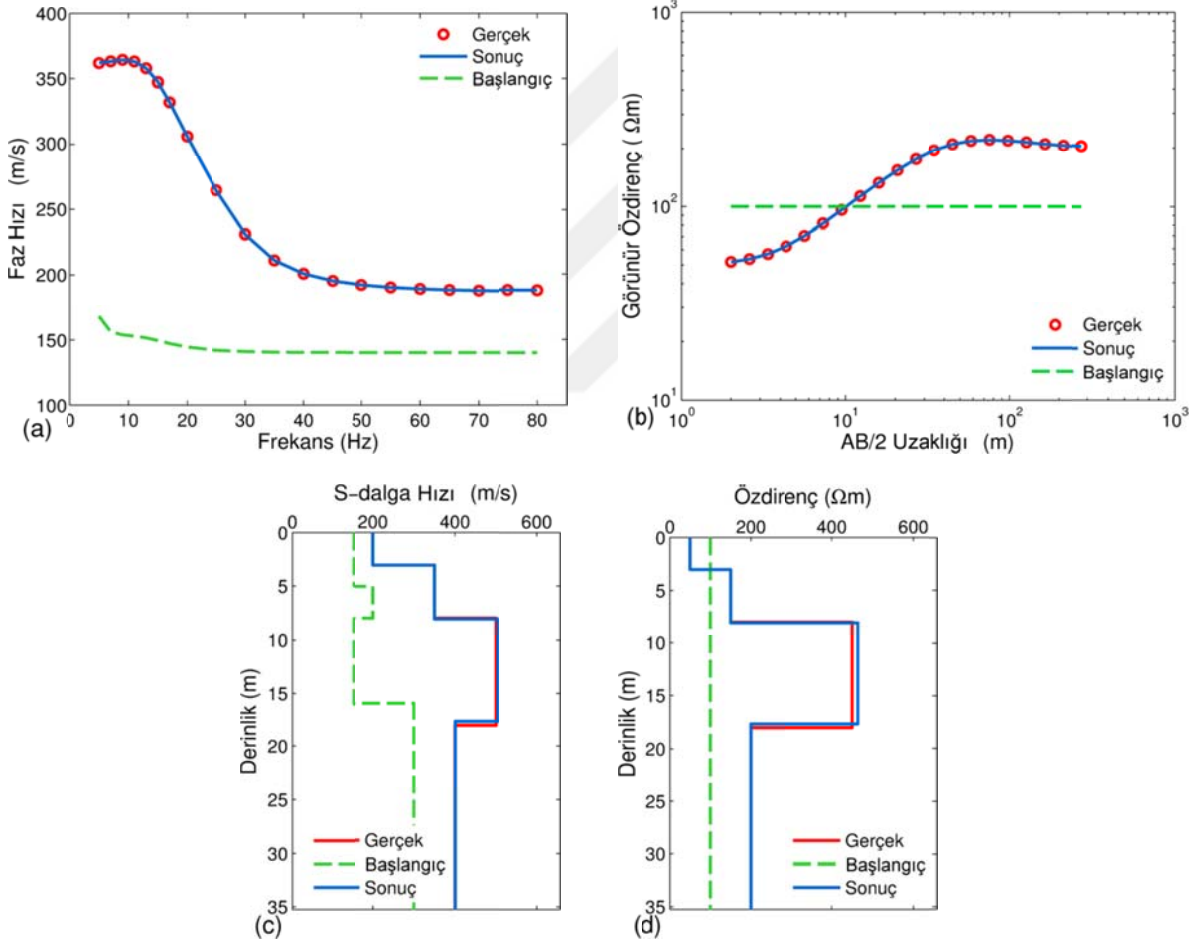 400
350
300
250
200
150
100
Faz Hızı (m/s)
Gerçek
Sonuç
Başlangıç
0 10 20 30 40 50 60 70 80
Frekans (Hz)
(a)
10³
10²
10¹
Görünür Özdirenç ( Ωm)
Gerçek
Sonuç
Başlangıç
10⁰ 10¹ 10² 10³
AB/2 Uzaklığı (m)
(b)
S-dalga Hızı (m/s)
0 200 400 600
0
5
10
15
20
25
30
35
Derinlik (m)
Gerçek
Başlangıç
Sonuç
(c)
Özdirenç (Ωm)
0 200 400 600
0
5
10
15
20
25
30
35
Derinlik (m)
Gerçek
Başlangıç
Sonuç
(d)